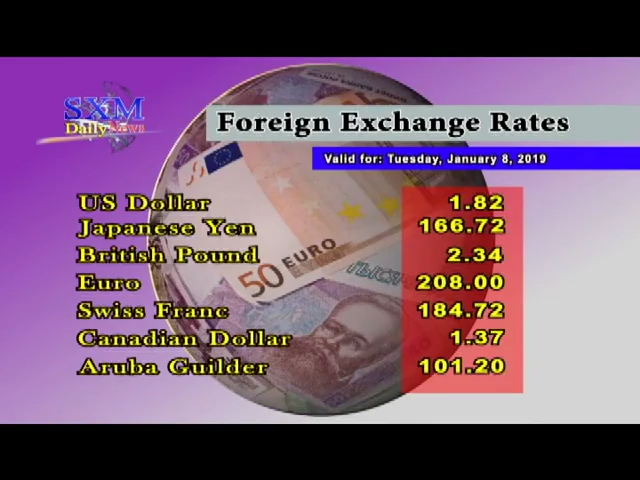 SXM
Daily News
Foreign Exchange Rates
Valid for: Tuesday, January 8, 2019
US Dollar 1.82
Japanese Yen 166.72
British Pound 2.34
Euro 208.00
Swiss Franc 184.72
Canadian Dollar 1.37
Aruba Guilder 101.20
50 EURO